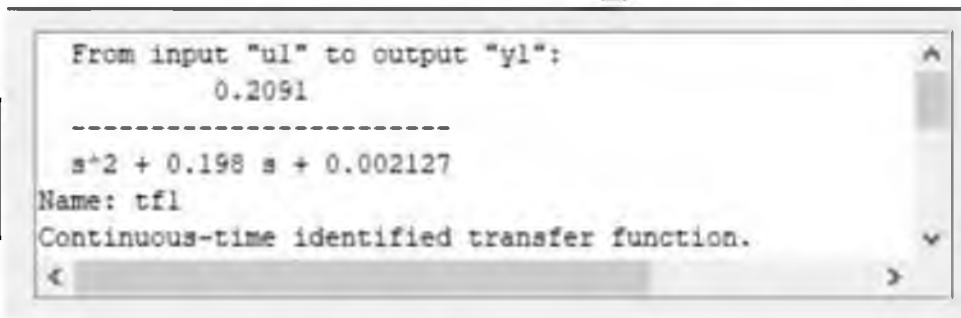 From input "u1" to output "y1":
0.2091
-------------------------
s^2 + 0.198 s + 0.002127
Name: tf1
Continuous-time identified transfer function.